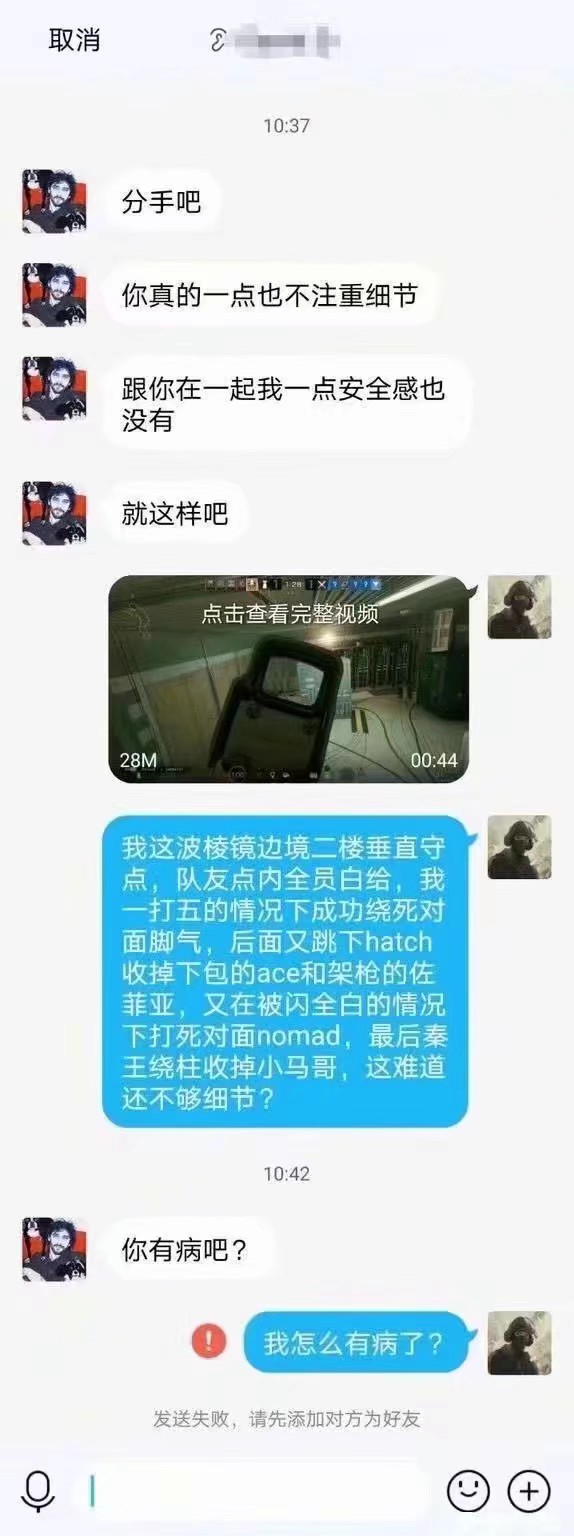 取消
10:37
分手吧
你真的一点也不注重细节
跟你在一起我一点安全感也
没有
就这样吧
1:28
点击查看完整视频
28M
00:44
我这波棱镜边境二楼垂直守
点，队友点内全员白给，我
一打五的情况下成功绕死对
面脚气，后面又跳下hatch
收掉下包的ace和架枪的佐
菲亚，又在被闪全白的情况
下打死对面nomad，最后秦
王绕柱收掉小马哥，这难道
还不够细节？
10:42
你有病吧？
我怎么有病了？
发送失败，请先添加对方为好友